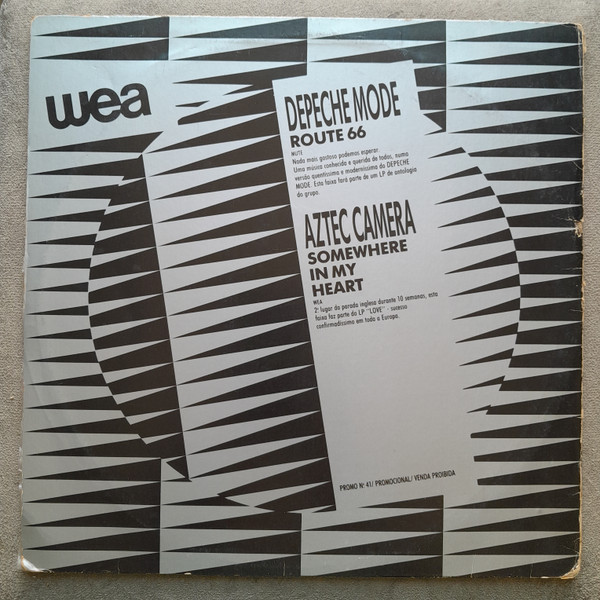 wea
DEPECHE MODE
ROUTE 66
MUTE
Nada mais gostoso podemos esperar.
Uma música conhecida e querida de todos, numa
versão quentíssima e moderníssima do DEPECHE
MODE. Esta faixa fará parte de um LP de antologia
do grupo.
AZTEC CAMERA
SOMEWHERE
IN MY
HEART
WEA
2º lugar da parada inglesa durante 10 semanas, esta
faixa faz parte do LP "LOVE" - sucesso
confirmadíssimo em toda a Europa.
PROMO Nº 41/ PROMOCIONAL/ VENDA PROIBIDA